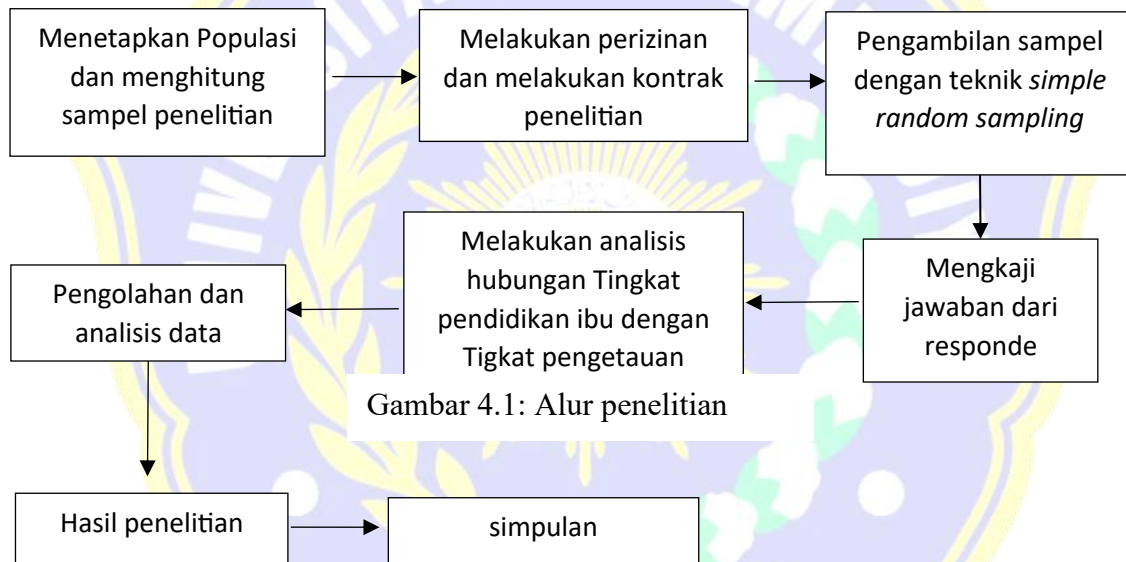 Menetapkan Populasi
dan menghitung
sampel penelitian
Melakukan perizinan
dan melakukan kontrak
penelitian
Pengambilan sampel
dengan teknik simple
random sampling
Mengkaji
jawaban dari
responde
Melakukan analisis
hubungan Tingkat
pendidikan ibu dengan
Tigkat pengetauan
Pengolahan dan
analisis data
Gambar 4.1: Alur penelitian
Hasil penelitian
simpulan